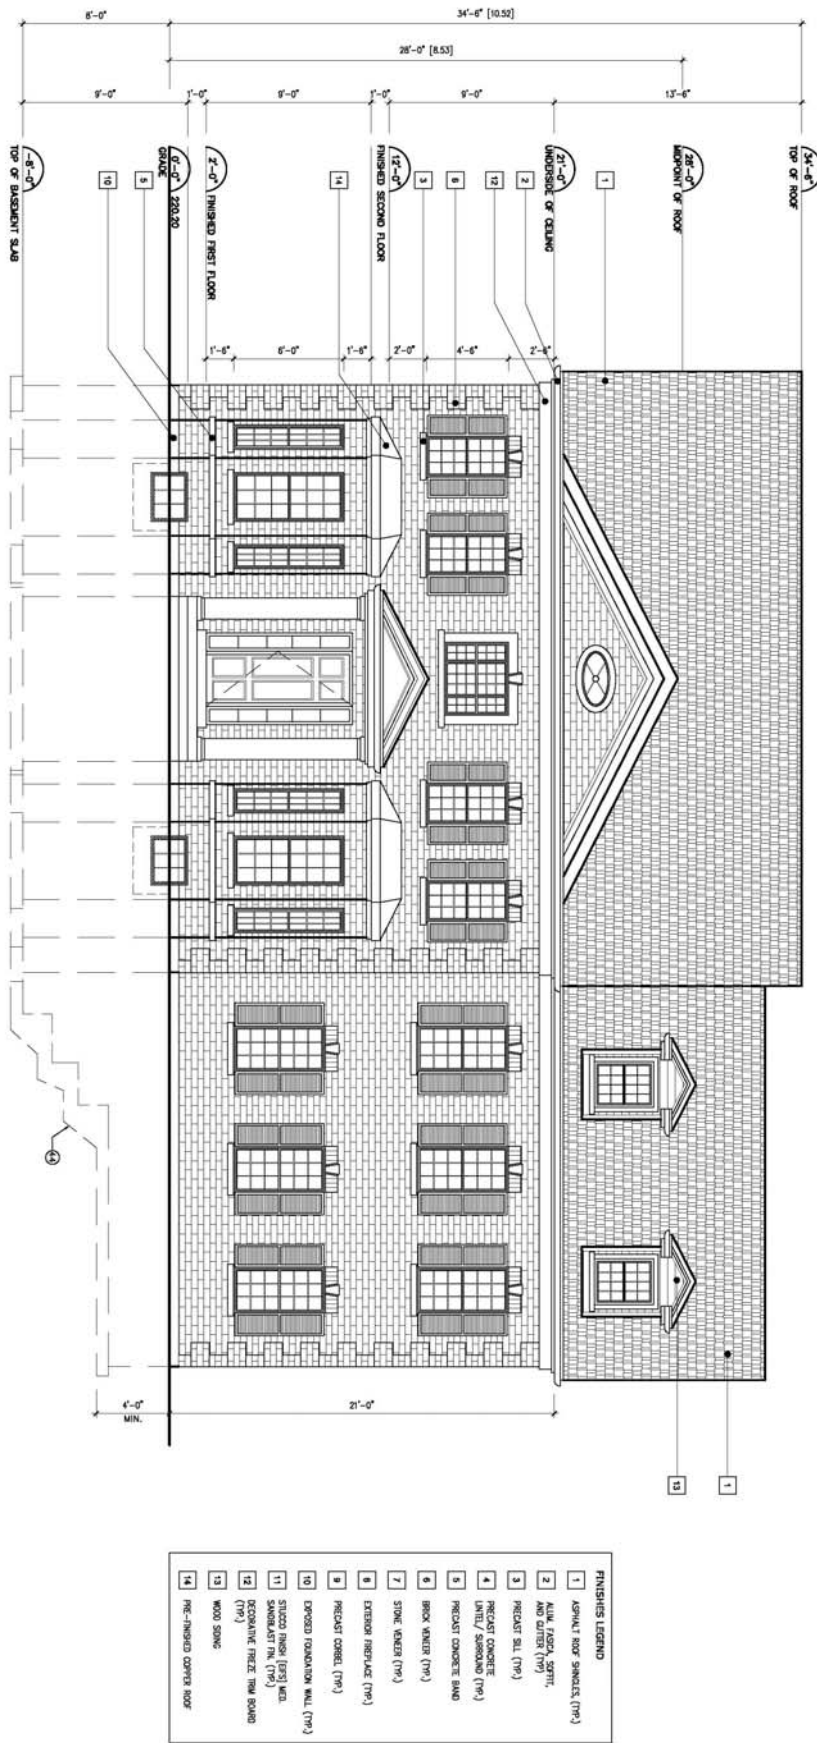 34'-6" [10.52]
8'-0"
28'-0" [8.53]
13'-6"
9'-0"
1'-0"
9'-0"
1'-0"
9'-0"
34'-6"
TOP OF ROOF
28'-0"
MIDPOINT OF ROOF
21'-0"
UNDERSIDE OF CEILING
12'-0"
FINISHED SECOND FLOOR
2'-0"
FINISHED FIRST FLOOR
0'-0" 220.20
GRADE
-8'-0"
TOP OF BASEMENT SLAB
1
2
12
6
3
14
5
10
2'-6"
4'-6"
2'-0"
1'-6"
6'-0"
1'-6"
21'-0"
4'-0"
MIN.
44
1
13
FINISHES LEGEND
1 ASPHALT ROOF SHINGLES, (TYP.)
2 ALUM. FASCIA, SOFFIT,
AND GUTTER (TYP)
3 PRECAST SILL (TYP.)
4 PRECAST CONCRETE
LINTEL/ SURROUND (TYP.)
5 PRECAST CONCRETE BAND
6 BRICK VENEER (TYP.)
7 STONE VENEER (TYP.)
8 EXTERIOR FIREPLACE (TYP.)
9 PRECAST CORBEL (TYP.)
10 EXPOSED FOUNDATION WALL (TYP.)
11 STUCCO FINISH [EIFS] MED.
SANDBLAST FIN. (TYP.)
12 DECORATIVE FREEZE TRIM BOARD
(TYP.)
13 WOOD SIDING
14 PRE-FINISHED COPPER ROOF